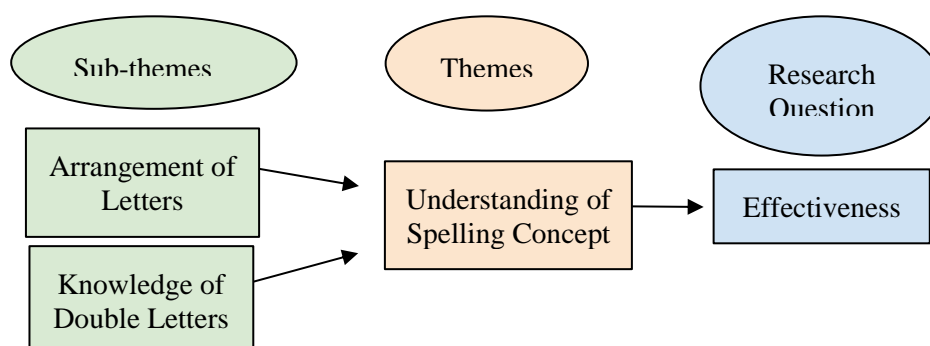 Sub-themes
Themes
Research
Question
Arrangement of
Letters
Understanding of
Spelling Concept
Effectiveness
Knowledge of
Double Letters